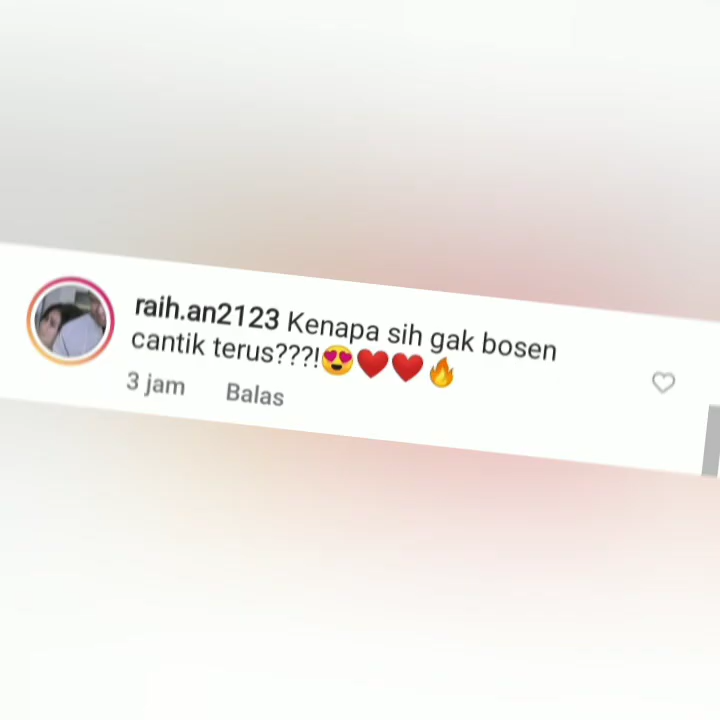 raih.an2123 Kenapa sih gak bosen
cantik terus???!😍❤️❤️🔥
3 jam Balas